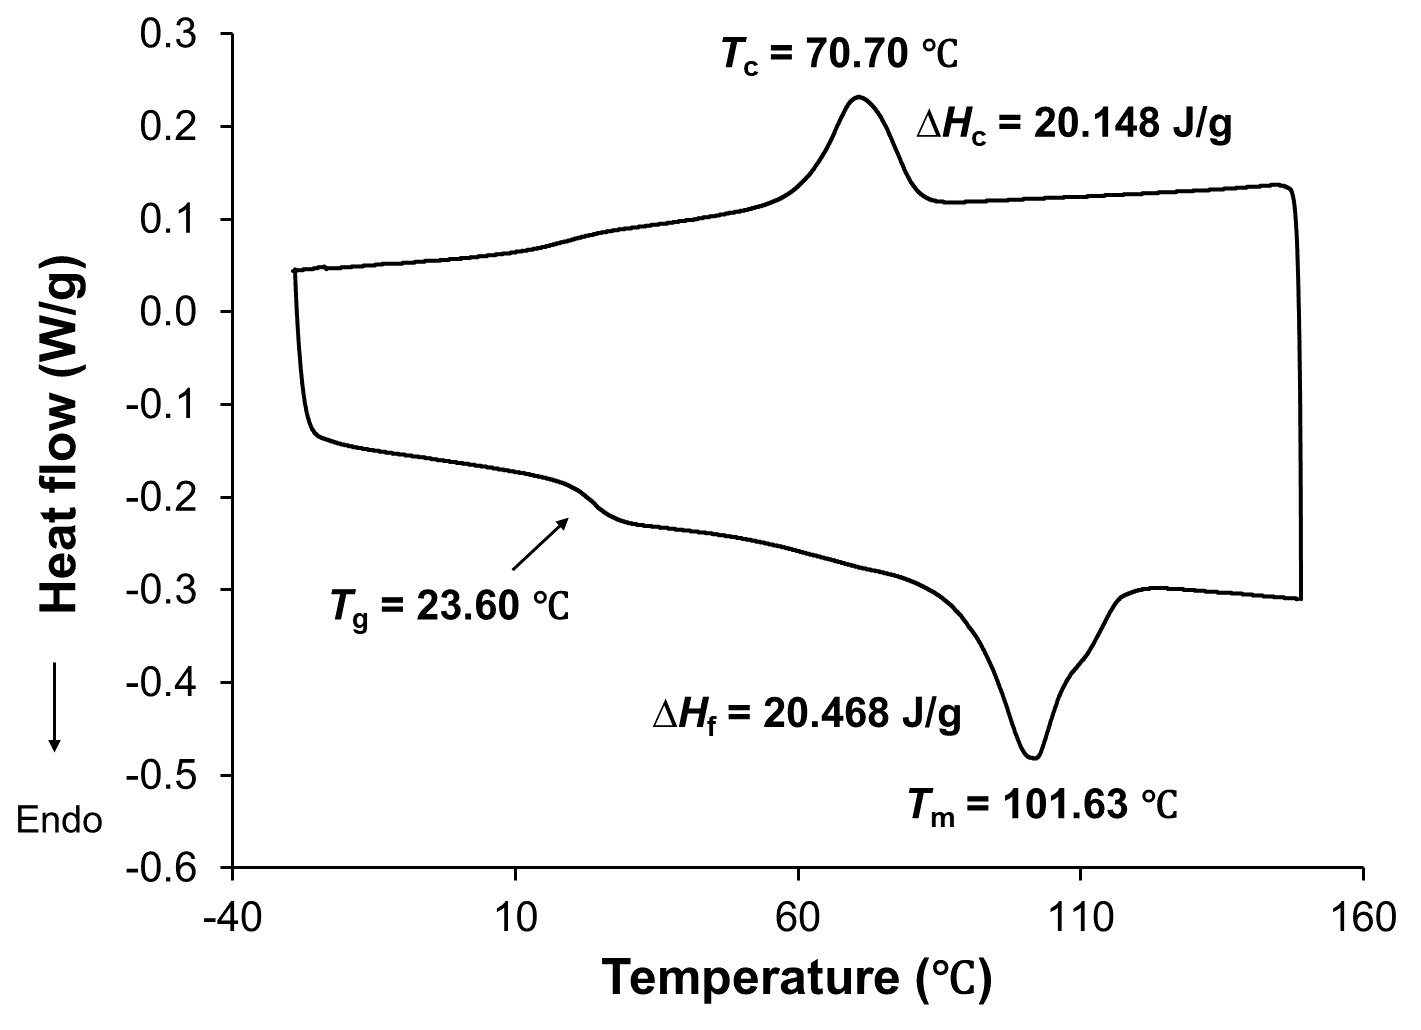 0.3
0.2
0.1
0.0
-0.1
-0.2
-0.3
-0.4
-0.5
-0.6
-40
10
60
110
160
Heat flow (W/g)
Endo
Temperature (℃)
Tc = 70.70 ℃
ΔHc = 20.148 J/g
Tg = 23.60 ℃
ΔHf = 20.468 J/g
Tm = 101.63 ℃